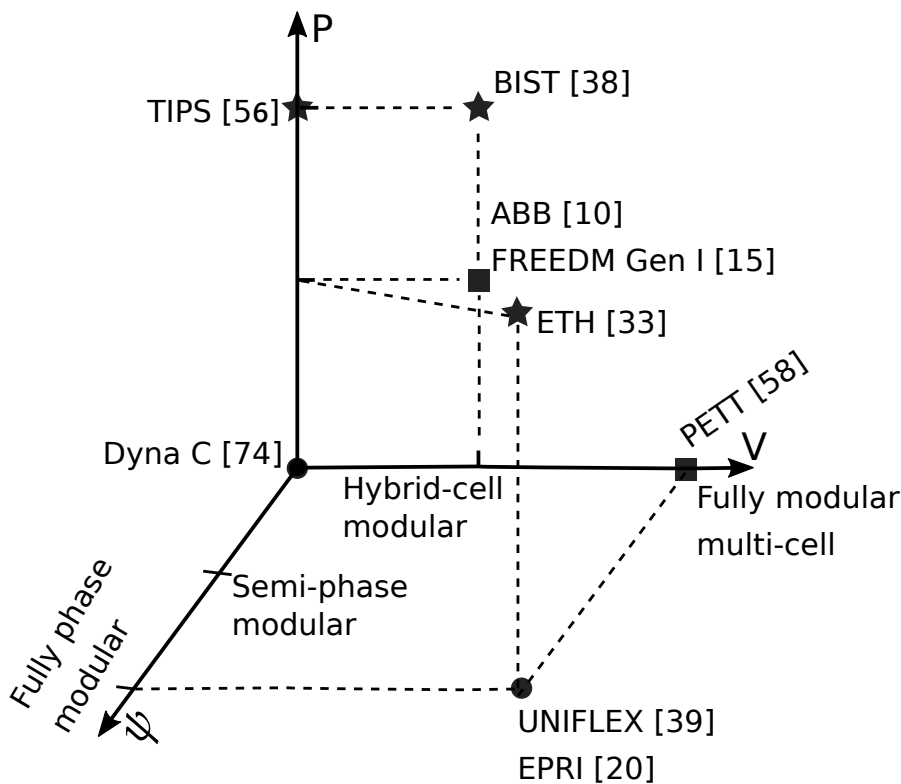 P
BIST [38]
TIPS [56]
ABB [10]
FREEDM Gen I [15]
ETH [33]
PETT [58]
V
Dyna C [74]
Hybrid-cell
modular
Fully modular
multi-cell
Semi-phase
modular
Fully phase
modular
ψ
UNIFLEX [39]
EPRI [20]